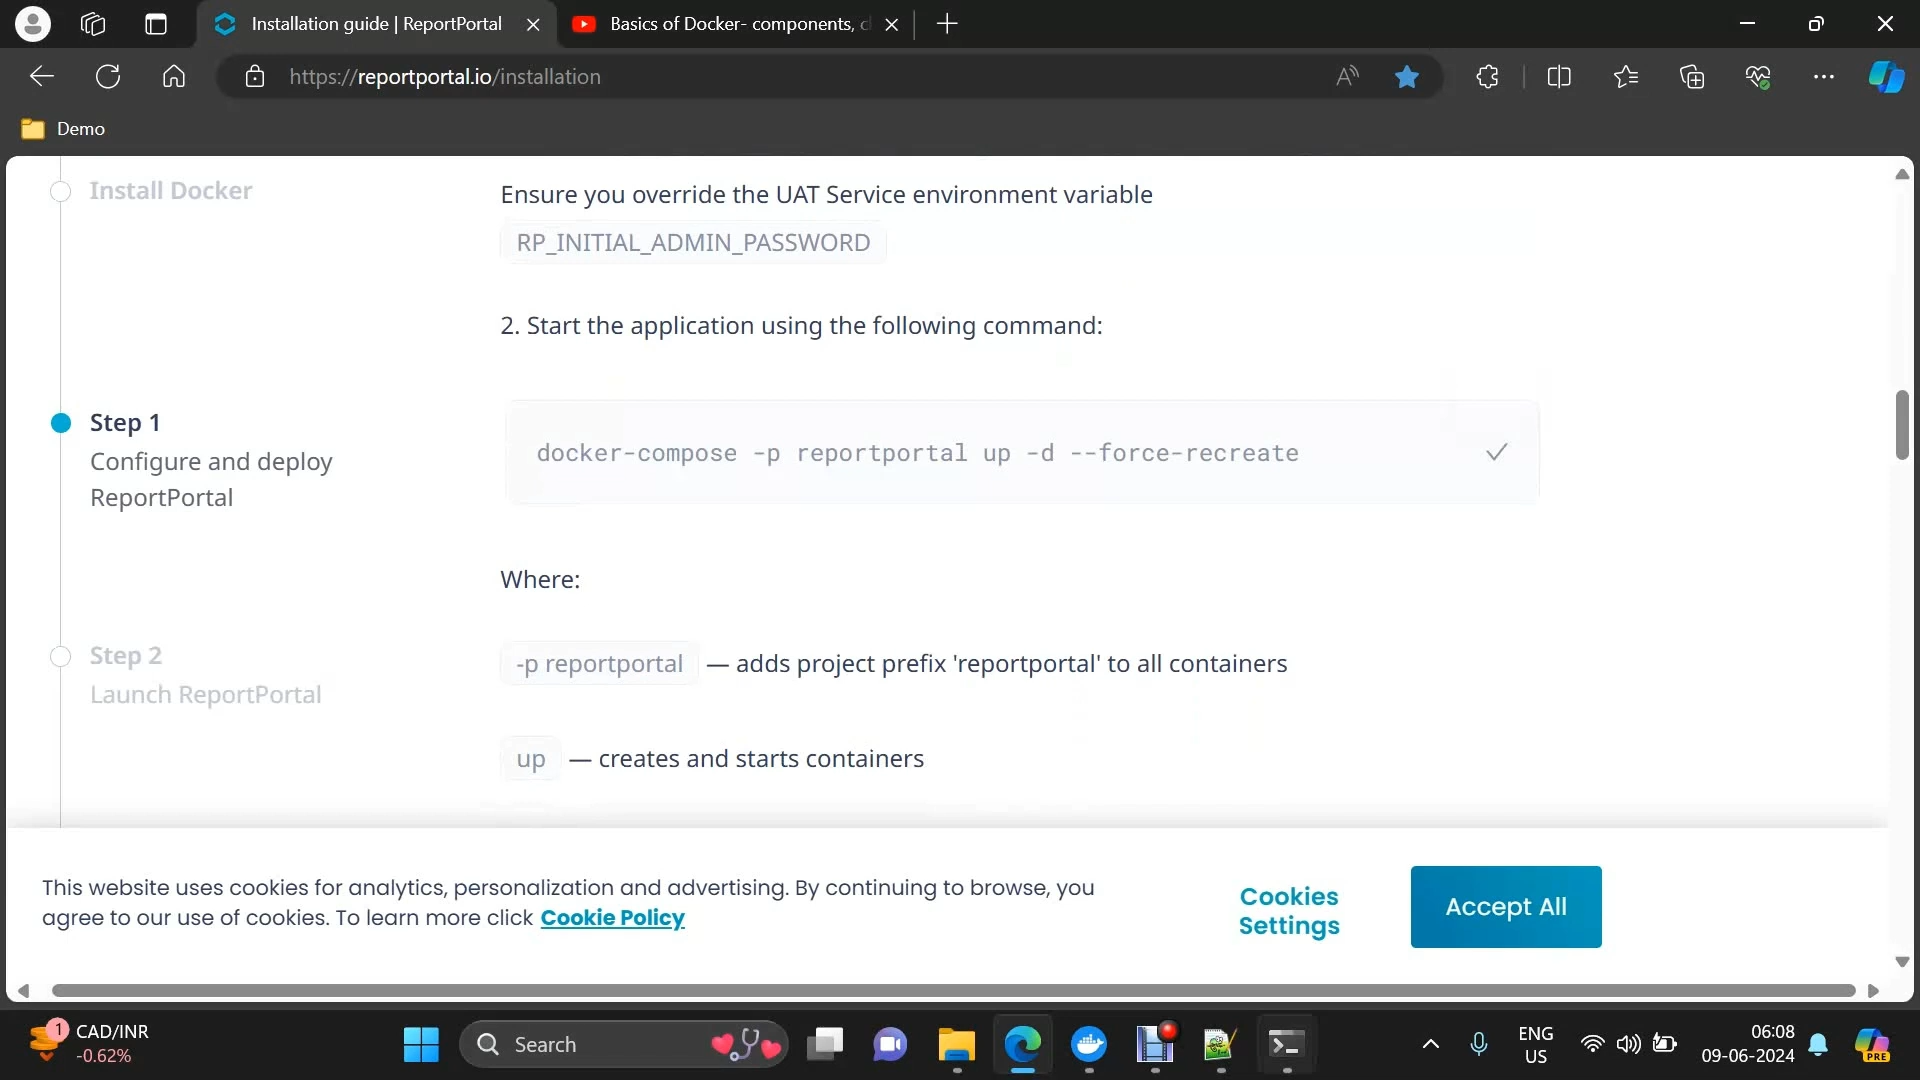 Installation guide | ReportPortal
Basics of Docker- components, c
https://reportportal.io/installation
Demo
Install Docker
Ensure you override the UAT Service environment variable
RP_INITIAL_ADMIN_PASSWORD
2. Start the application using the following command:
Step 1
Configure and deploy
ReportPortal
docker-compose -p reportportal up -d --force-recreate
Where:
Step 2
Launch ReportPortal
-p reportportal — adds project prefix 'reportportal' to all containers
up — creates and starts containers
This website uses cookies for analytics, personalization and advertising. By continuing to browse, you
agree to our use of cookies. To learn more click Cookie Policy
Cookies
Settings
Accept All
1
CAD/INR
-0.62%
Search
ENG
US
06:08
09-06-2024
PRE